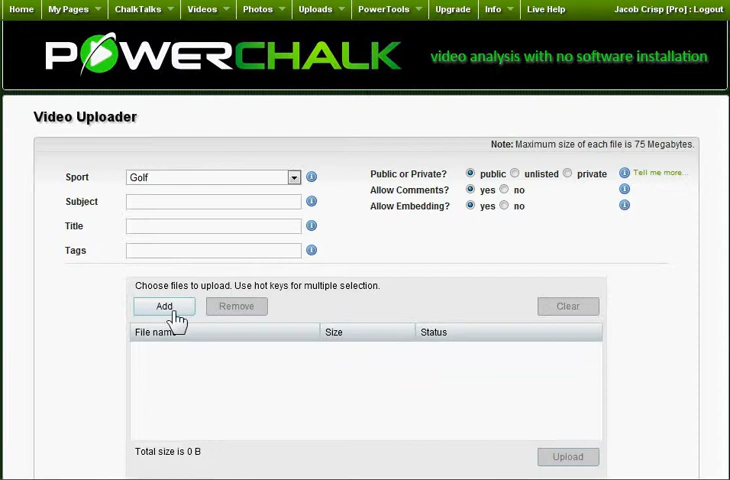 Home My Pages ChalkTalks Videos Photos Uploads PowerTools Upgrade Info Live Help Jacob Crisp [Pro] : Logout
POWERCHALK video analysis with no software installation
Video Uploader
Note: Maximum size of each file is 75 Megabytes.
Sport Golf Public or Private? public unlisted private Tell me more...
Allow Comments? yes no
Subject
Allow Embedding? yes no
Title
Tags
Choose files to upload. Use hot keys for multiple selection.
Add Remove Clear
File name Size Status
Total size is 0 B
Upload